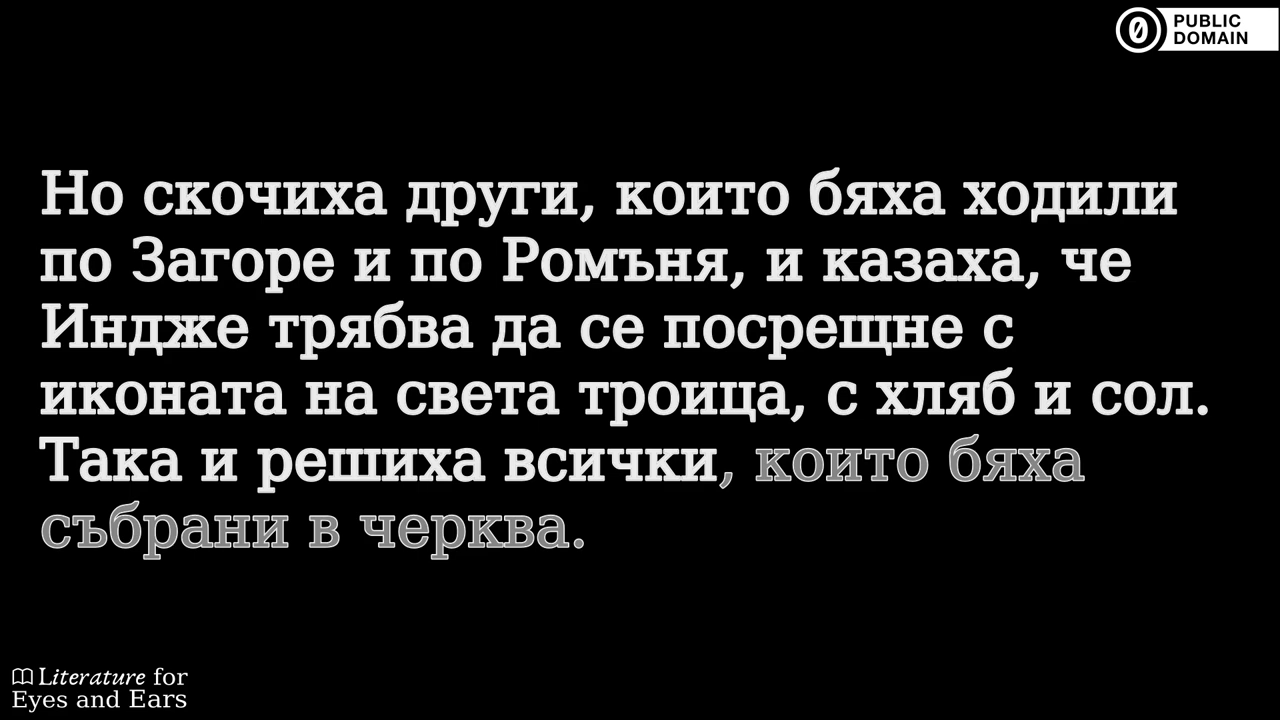 PUBLIC
DOMAIN
Но скочиха други, които бяха ходили
по Загоре и по Ромъня, и казаха, че
Индже трябва да се посрещне с
иконата на света троица, с хляб и сол.
Така и решиха всички, които бяха
събрани в черква.
Literature for
Eyes and Ears